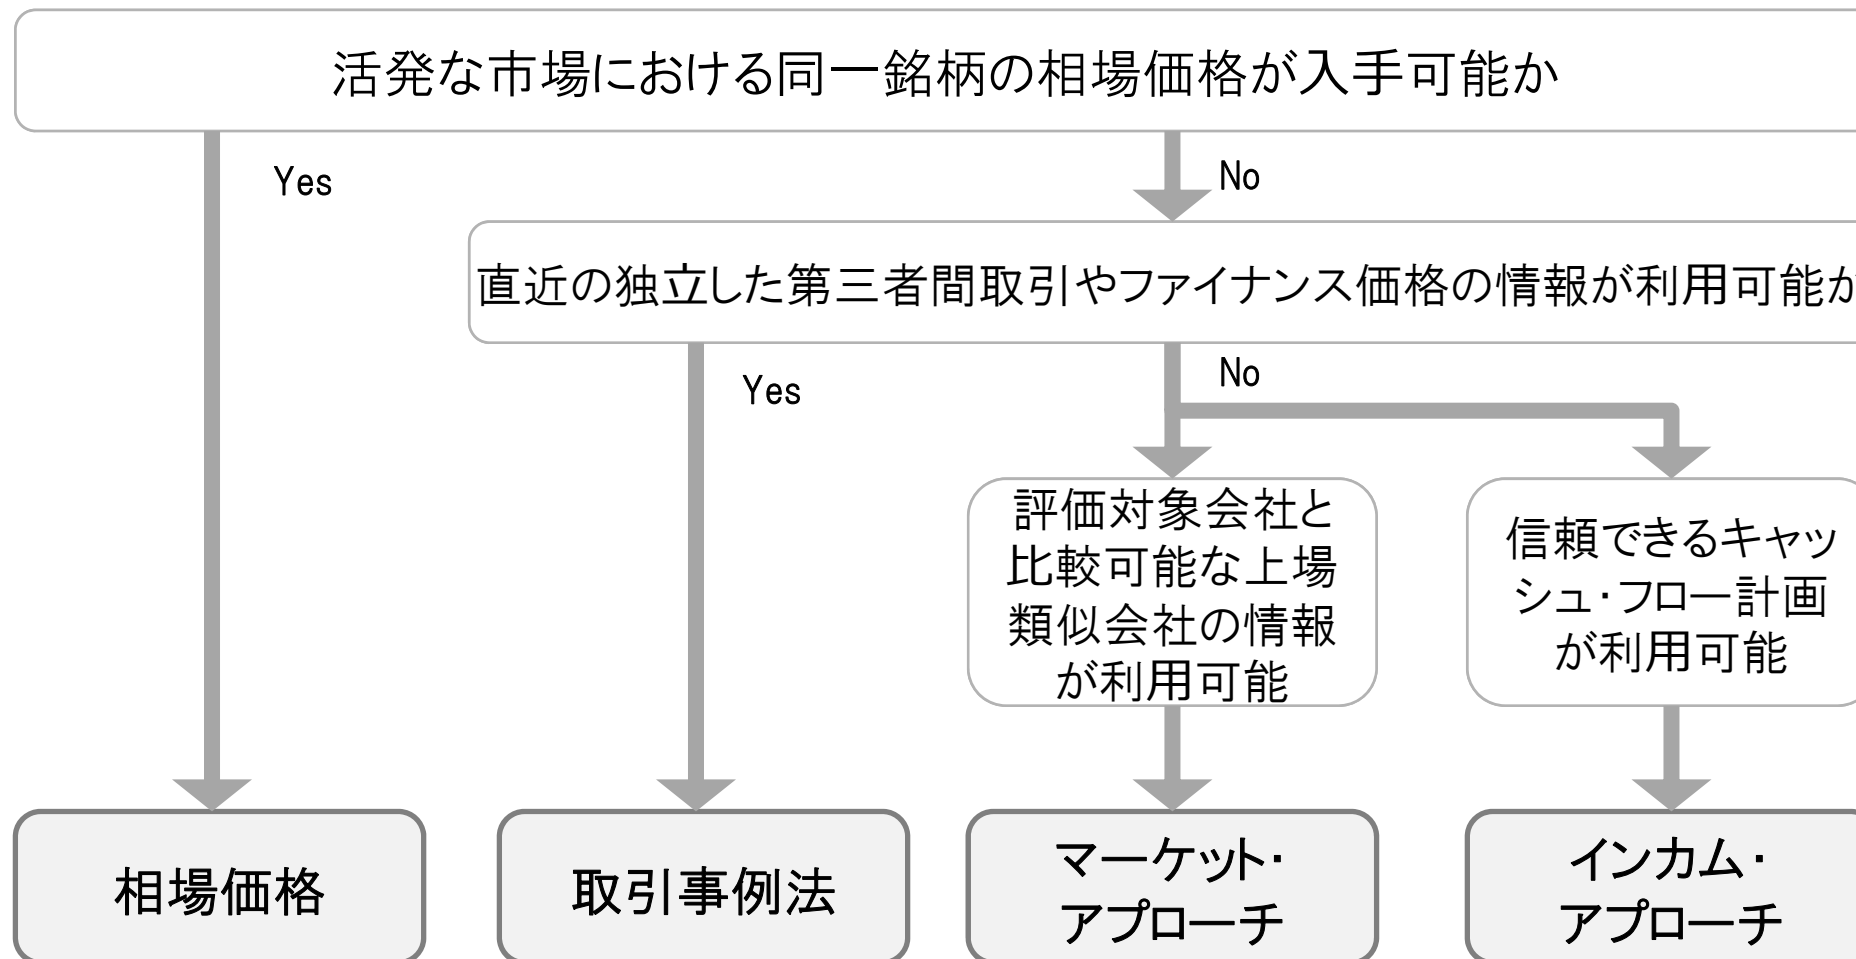 活発な市場における同一銘柄の相場価格が入手可能か
Yes
No
直近の独立した第三者間取引やファイナンス価格の情報が利用可能か
Yes
No
評価対象会社と
比較可能な上場
類似会社の情報
が利用可能
信頼できるキャッ
シュ・フロー計画
が利用可能
相場価格
取引事例法
マーケット・
アプローチ
インカム・
アプローチ